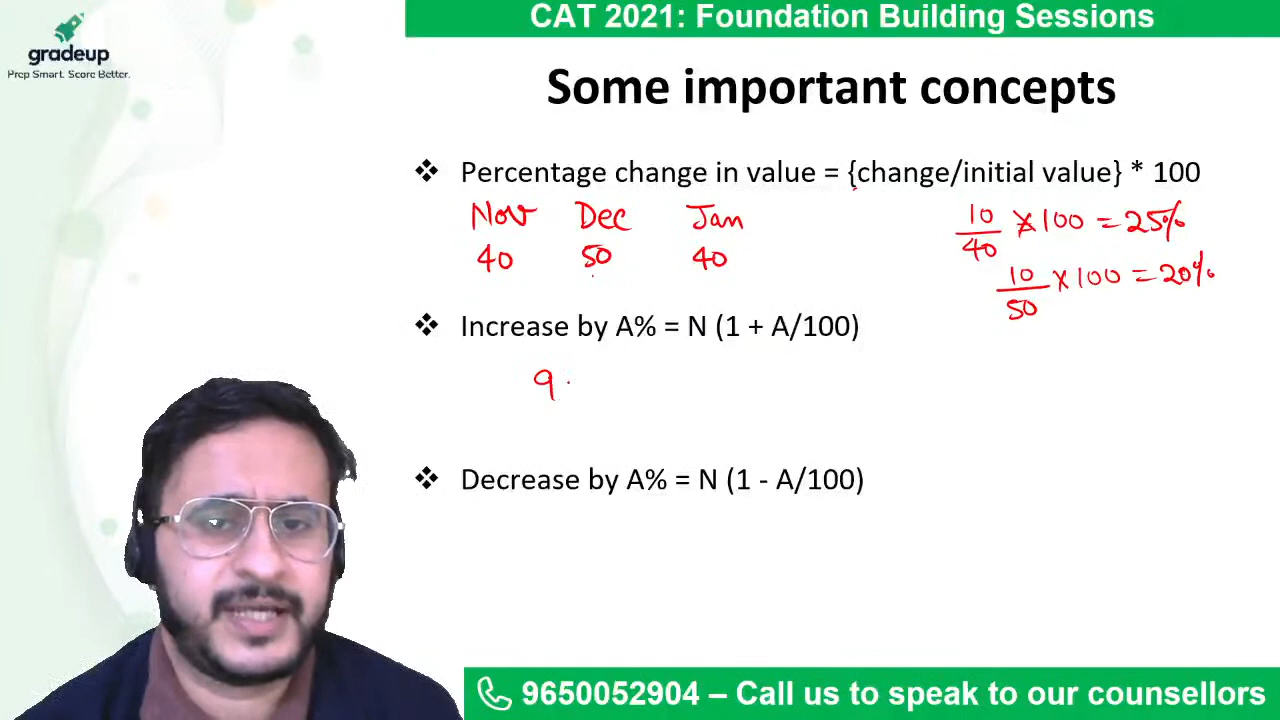 CAT 2021: Foundation Building Sessions
gradeup
Prep Smart. Score Better.
Some important concepts
❖ Percentage change in value = {change/initial value} * 100
Nov Dec Jan
40 50 40
10/40 × 100 = 25%
10/50 × 100 = 20%
❖ Increase by A% = N (1 + A/100)
9
❖ Decrease by A% = N (1 - A/100)
9650052904 – Call us to speak to our counsellors